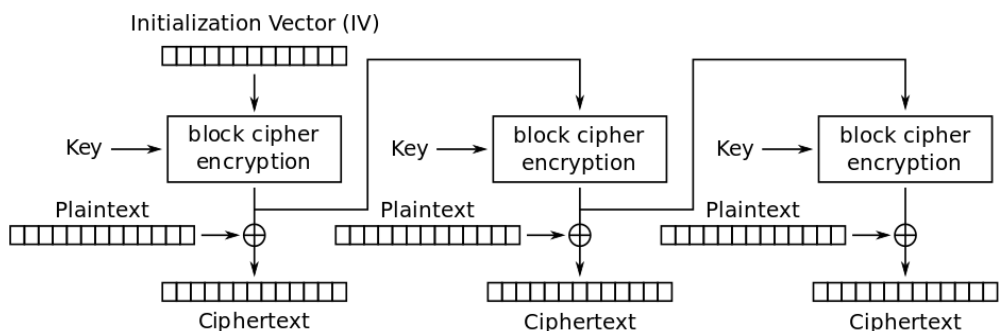 Initialization Vector (IV)
Key
block cipher
encryption
Key
block cipher
encryption
Key
block cipher
encryption
Plaintext
Plaintext
Plaintext
Ciphertext
Ciphertext
Ciphertext